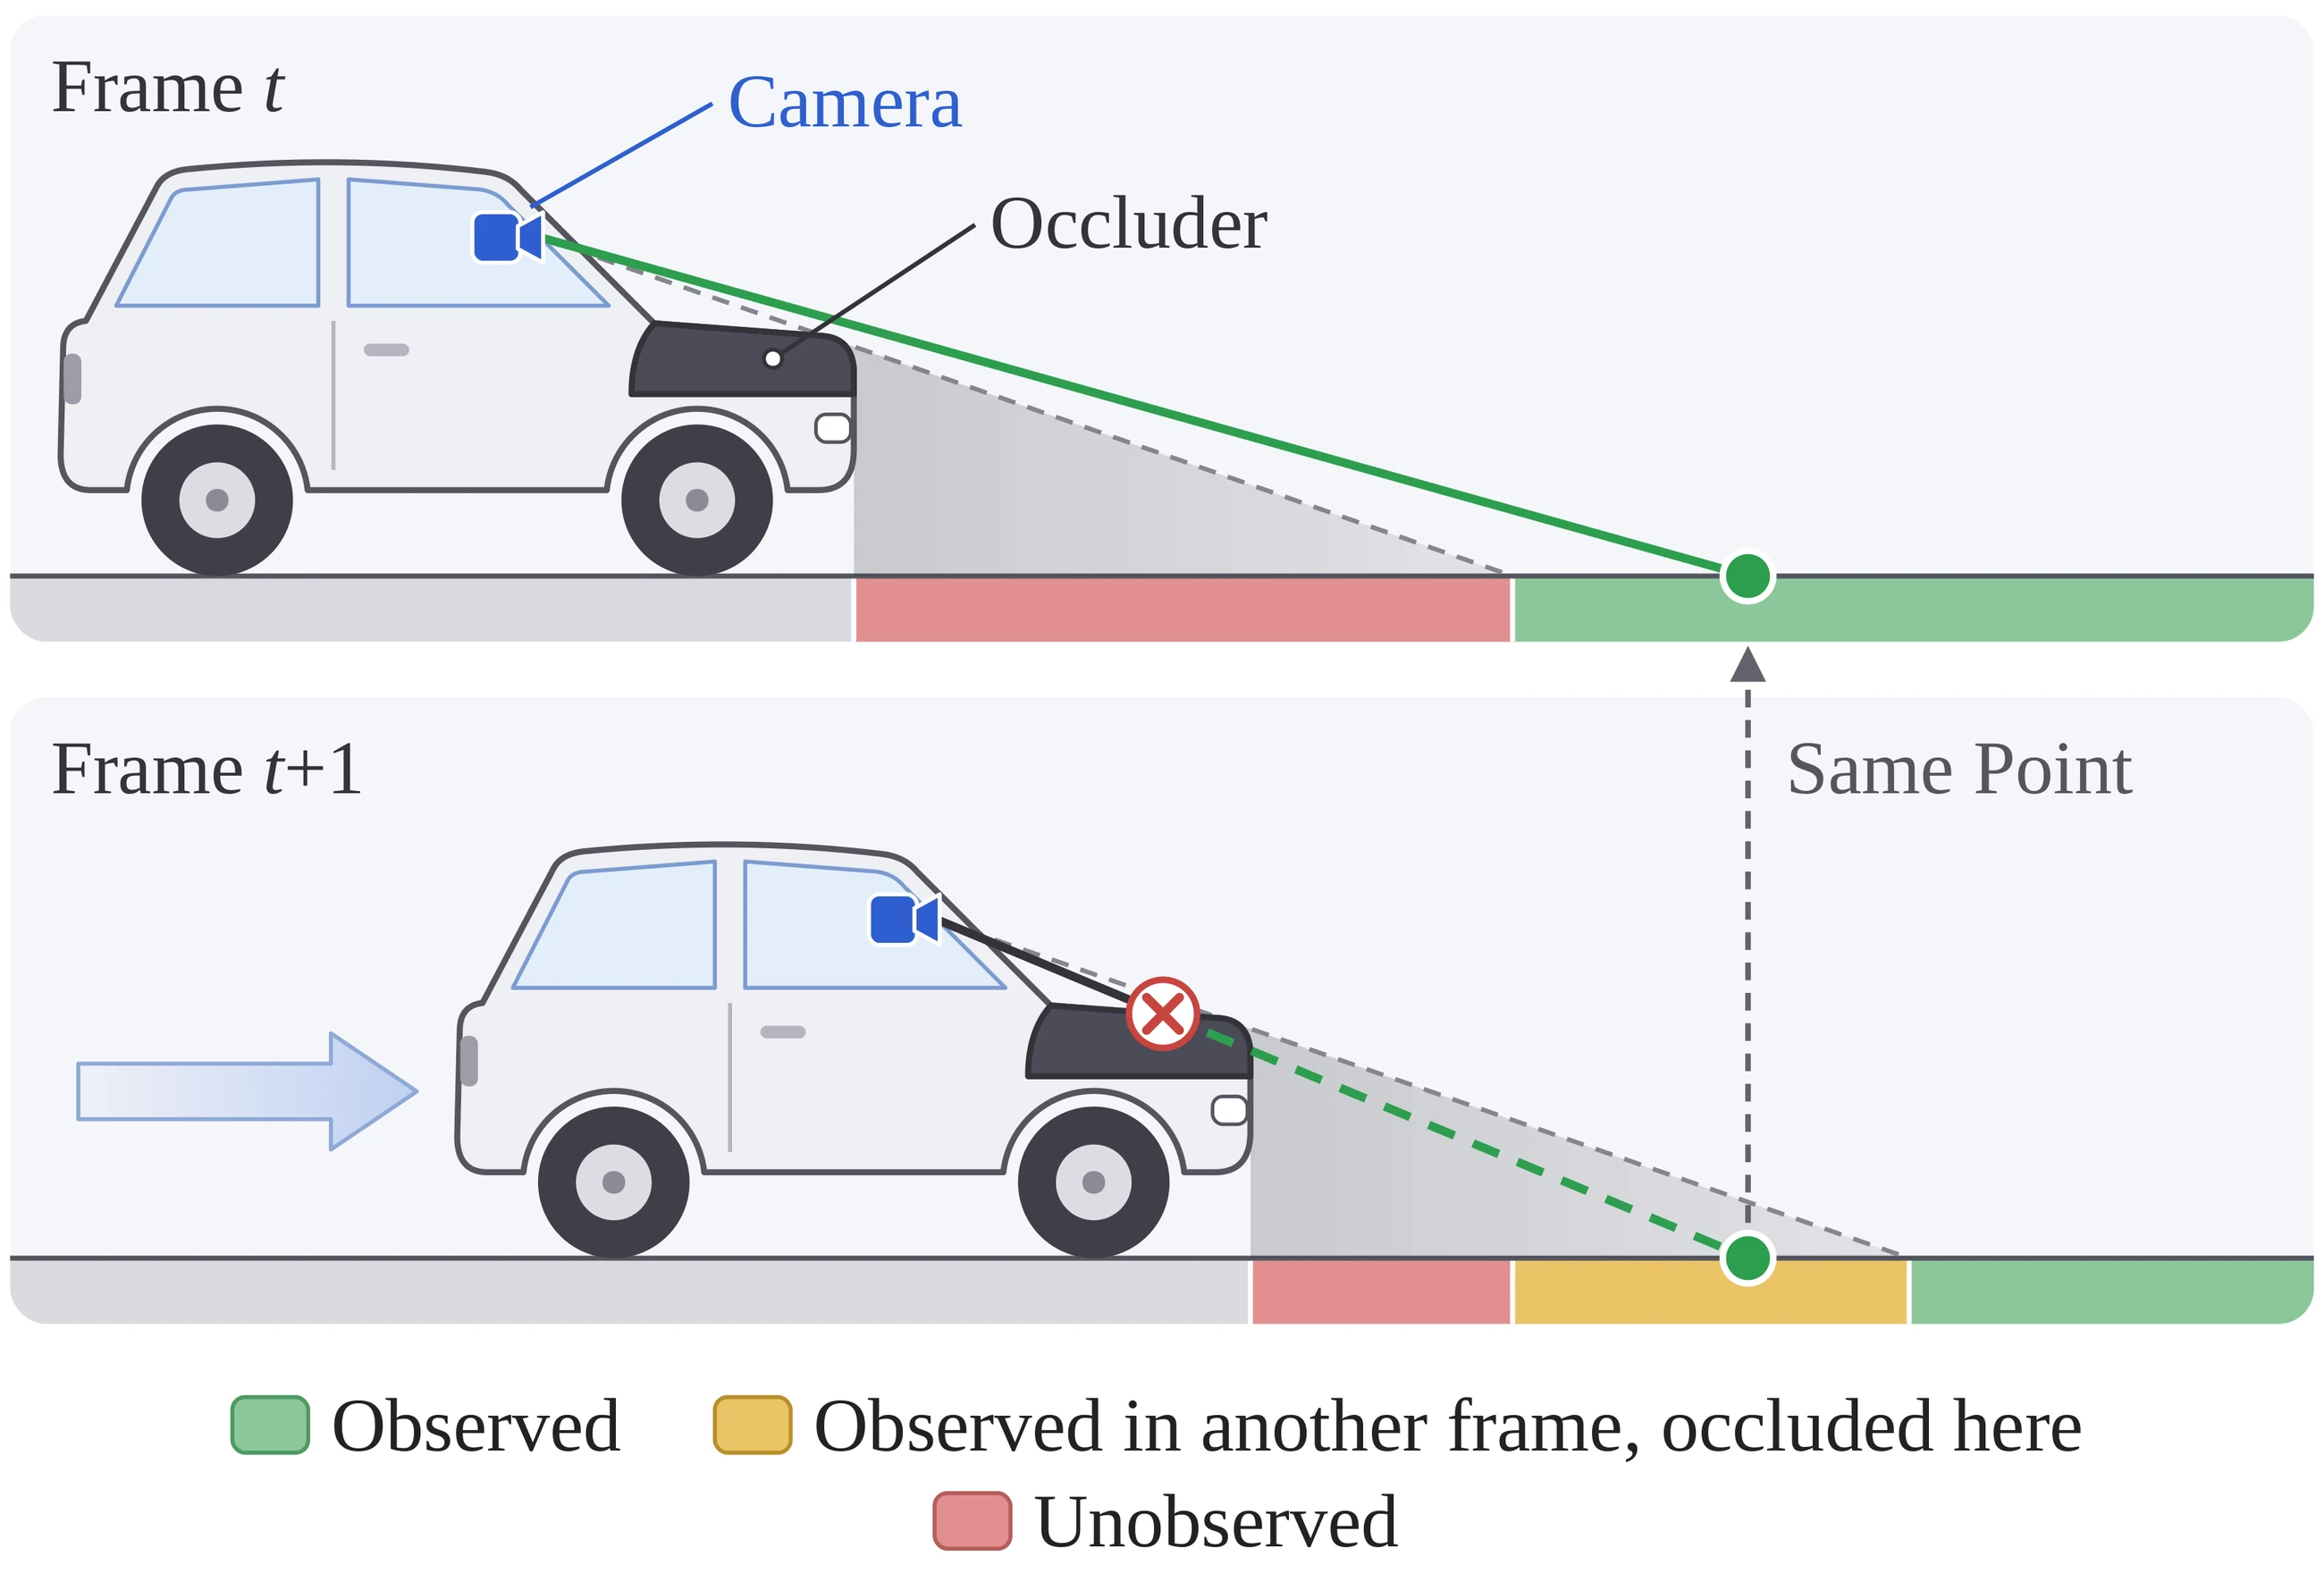 Frame t
Camera
Occluder
Frame t+1
Same Point
Observed
Observed in another frame, occluded here
Unobserved